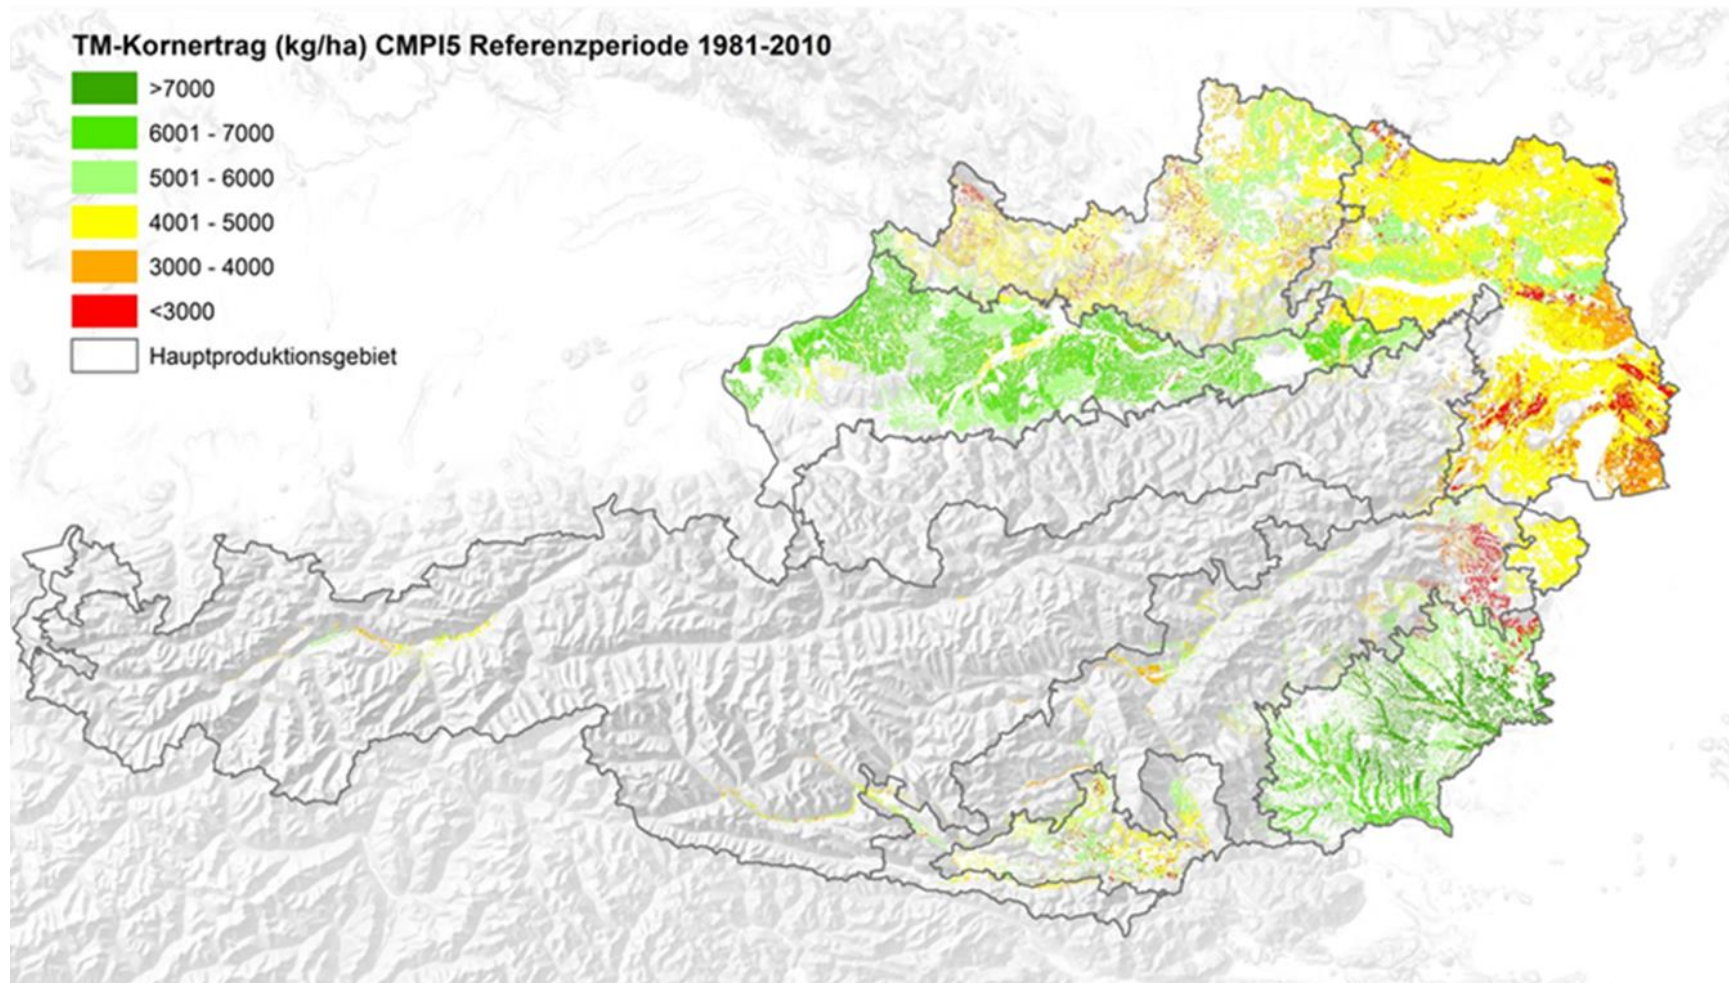 TM-Kornertrag (kg/ha) CMPI5 Referenzperiode 1981-2010
>7000
6001 - 7000
5001 - 6000
4001 - 5000
3000 - 4000
<3000
Hauptproduktionsgebiet